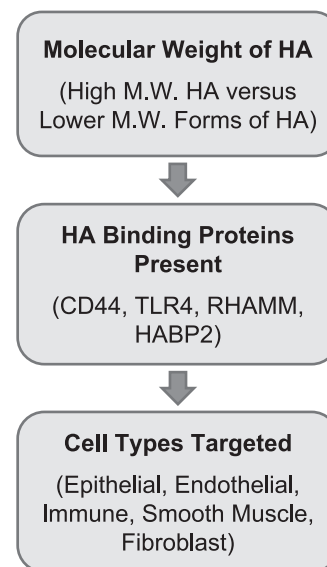 Molecular Weight of HA
(High M.W. HA versus
Lower M.W. Forms of HA)
HA Binding Proteins
Present
(CD44, TLR4, RHAMM,
HABP2)
Cell Types Targeted
(Epithelial, Endothelial,
Immune, Smooth Muscle,
Fibroblast)